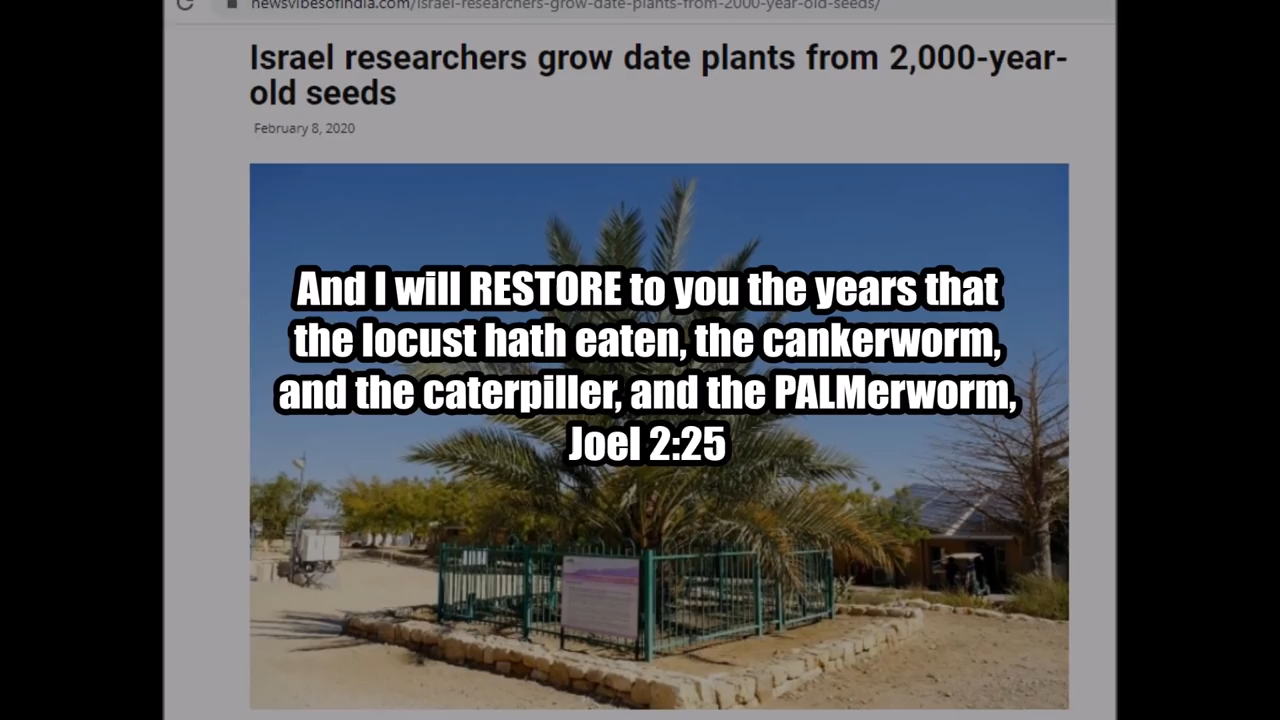 newsvibesofindia.com/israel-researchers-grow-date-plants-from-2000-year-old-seeds/
Israel researchers grow date plants from 2,000-year-
old seeds
February 8, 2020
And I will RESTORE to you the years that
the locust hath eaten, the cankerworm,
and the caterpiller, and the PALMerworm,
Joel 2:25